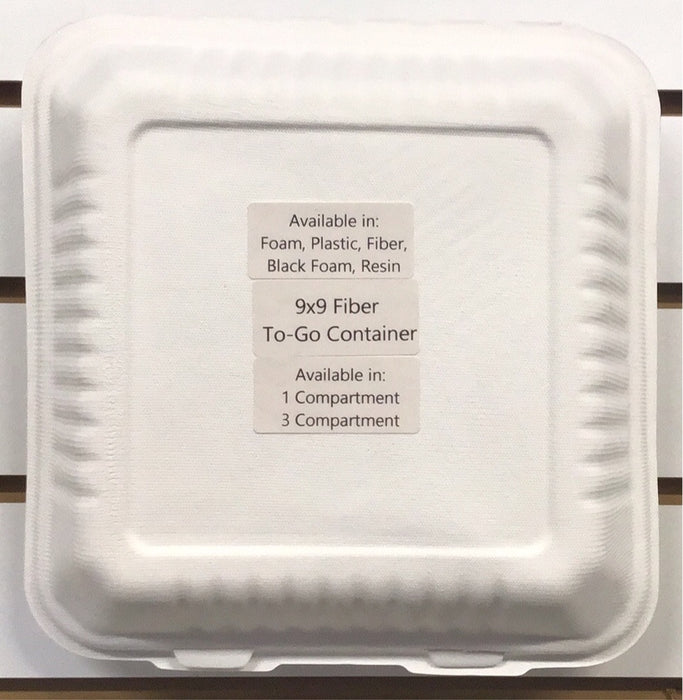 Available in:
Foam, Plastic, Fiber,
Black Foam, Resin
9x9 Fiber
To-Go Container
Available in:
1 Compartment
3 Compartment